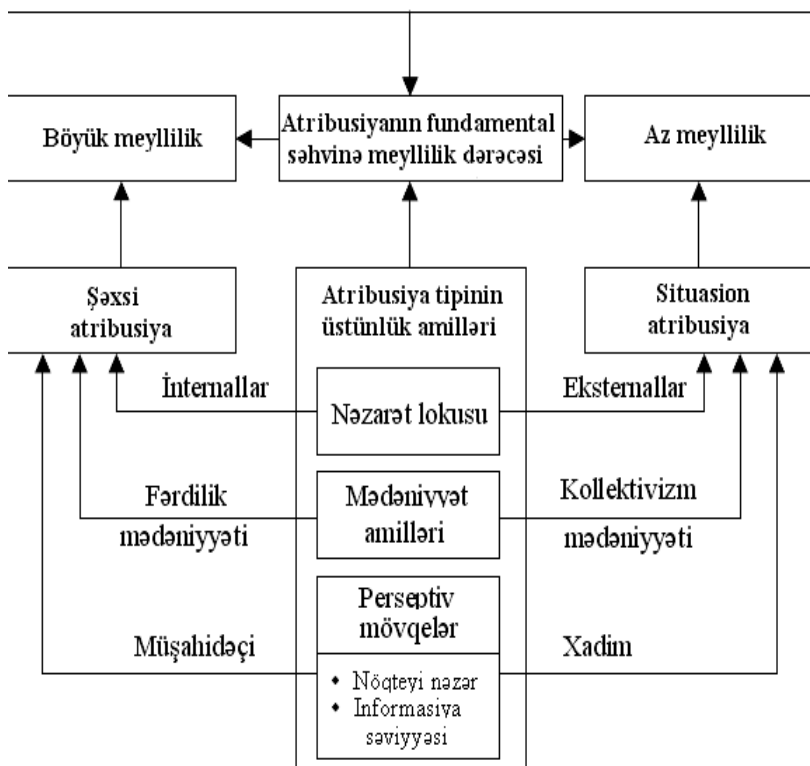 Böyük meyllilik
Atribusiyanın fundamental
səhvinə meyllilik dərəcəsi
Az meyllilik
Şəxsi
atribusiya
Atribusiya tipinin
üstünlük amilləri
Situasion
atribusiya
İnternallar
Nəzarət lokusu
Eksternallar
Fərdilik
mədəniyyəti
Mədəniyyət
amilləri
Kollektivizm
mədəniyyəti
Perseptiv
mövqelər
Müşahidəçi
Xadim
• Nöqteyi nəzər
• Informasiya
səviyyəsi